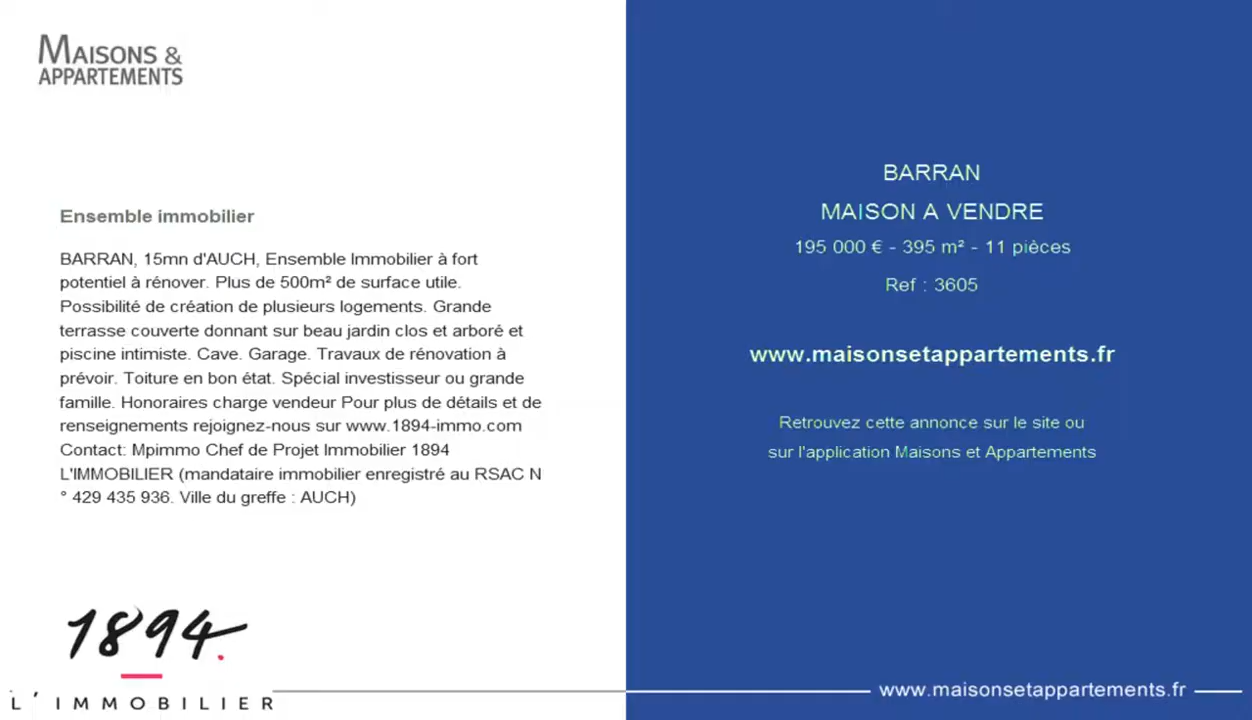 MAISONS &
APPARTEMENTS
Ensemble immobilier
BARRAN, 15mn d'AUCH, Ensemble Immobilier à fort
potentiel à rénover. Plus de 500m² de surface utile.
Possibilité de création de plusieurs logements. Grande
terrasse couverte donnant sur beau jardin clos et arboré et
piscine intimiste. Cave. Garage. Travaux de rénovation à
prévoir. Toiture en bon état. Spécial investisseur ou grande
famille. Honoraires charge vendeur Pour plus de détails et de
renseignements rejoignez-nous sur www.1894-immo.com
Contact: Mpimmo Chef de Projet Immobilier 1894
L'IMMOBILIER (mandataire immobilier enregistré au RSAC N
° 429 435 936. Ville du greffe : AUCH)
1894.
L'IMMOBILIER
BARRAN
MAISON A VENDRE
195 000 € - 395 m² - 11 pièces
Ref : 3605
www.maisonsetappartements.fr
Retrouvez cette annonce sur le site ou
sur l'application Maisons et Appartements
www.maisonsetappartements.fr